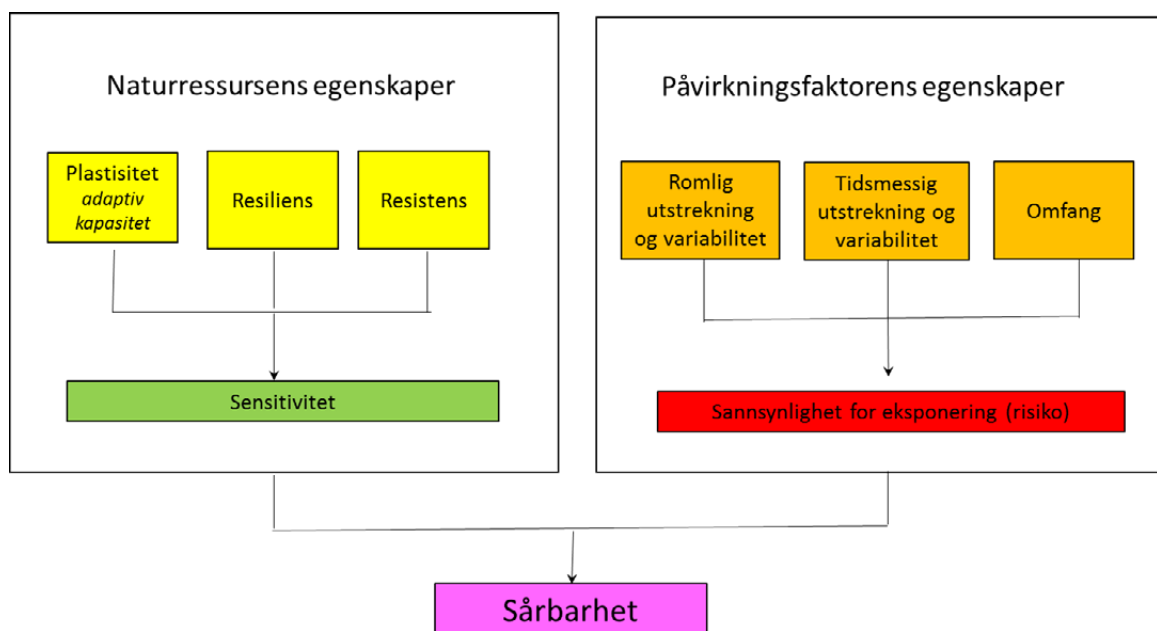 Naturressursens egenskaper
Plastisitet
adaptiv
kapasitet
Resiliens
Resistens
Sensitivitet
Påvirkningsfaktorens egenskaper
Romlig
utstrekning
og variabilitet
Tidsmessig
utstrekning og
variabilitet
Omfang
Sannsynlighet for eksponering (risiko)
Sårbarhet